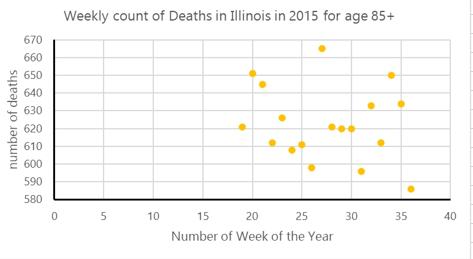 Weekly count of Deaths in Illinois in 2015 for age 85+
number of deaths
670
660
650
640
630
620
610
600
590
580
0 5 10 15 20 25 30 35 40
Number of Week of the Year